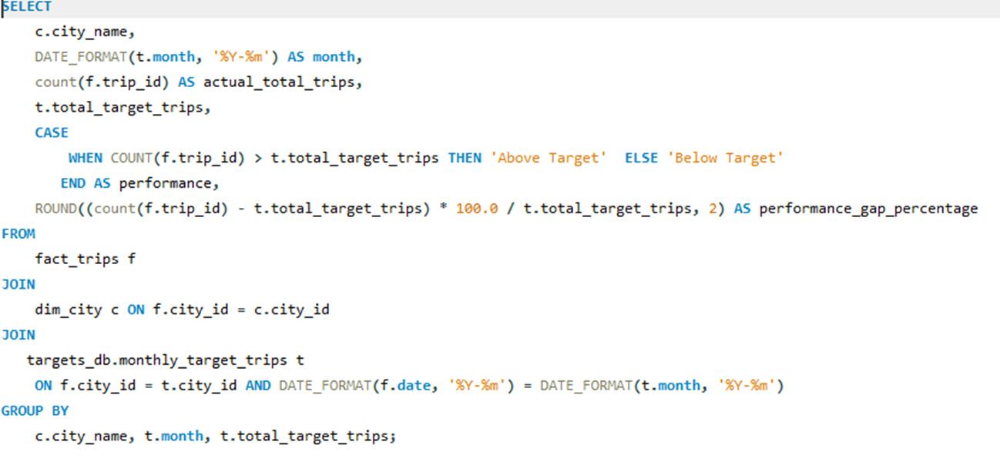 SELECT
    c.city_name,
    DATE_FORMAT(t.month, '%Y-%m') AS month,
    count(f.trip_id) AS actual_total_trips,
    t.total_target_trips,
    CASE
        WHEN COUNT(f.trip_id) > t.total_target_trips THEN 'Above Target'  ELSE 'Below Target'
       END AS performance,
    ROUND((count(f.trip_id) - t.total_target_trips) * 100.0 / t.total_target_trips, 2) AS performance_gap_percentage
FROM
    fact_trips f
JOIN
    dim_city c ON f.city_id = c.city_id
JOIN
   targets_db.monthly_target_trips t
    ON f.city_id = t.city_id AND DATE_FORMAT(f.date, '%Y-%m') = DATE_FORMAT(t.month, '%Y-%m')
GROUP BY
    c.city_name, t.month, t.total_target_trips;